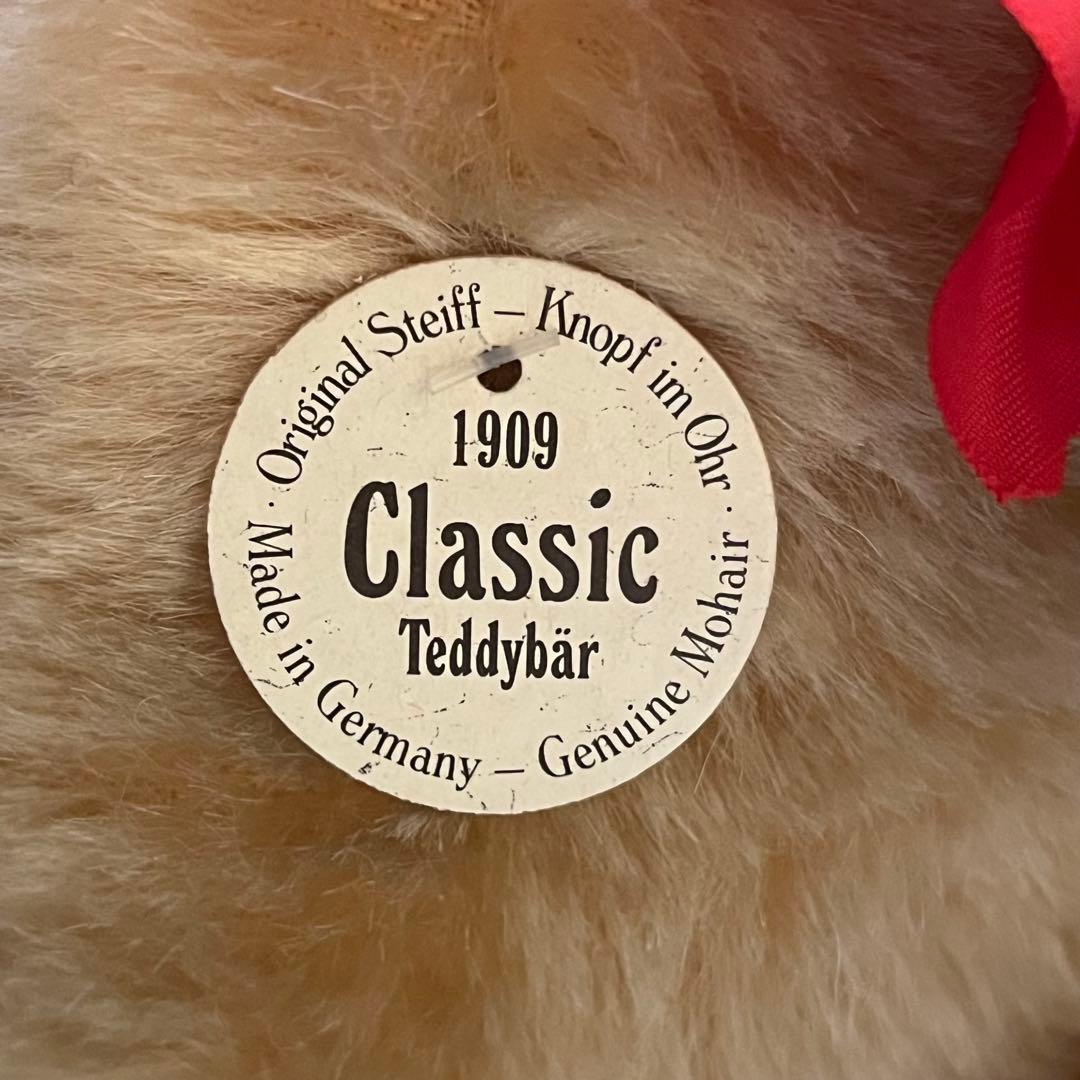 Original Steiff – Knopf im Ohr
1909
Classic
Teddybär
· Made in Germany – Genuine Mohair ·